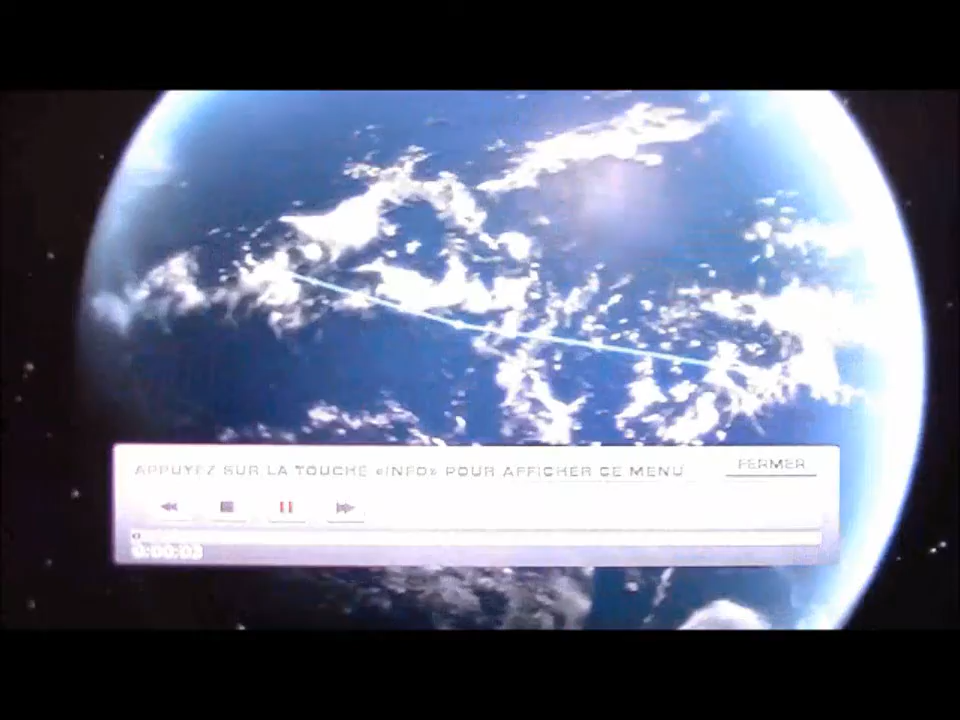 APPUYEZ SUR LA TOUCHE «INFO» POUR AFFICHER CE MENU
FERMER
0:00:03